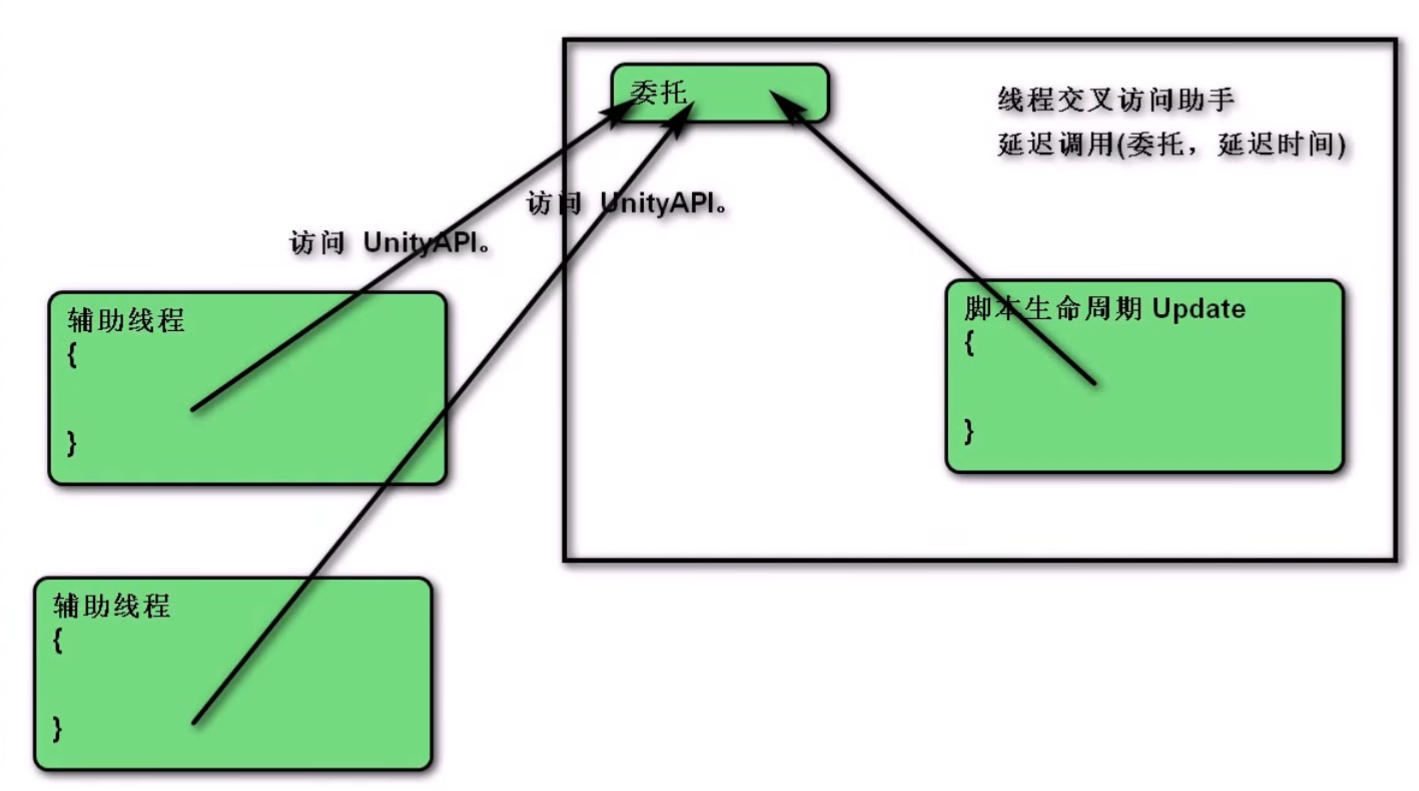 委托
线程交叉访问助手
延迟调用(委托，延迟时间)
访问 UnityAPI。
访问 UnityAPI。
辅助线程
{
}
脚本生命周期 Update
{
}
辅助线程
{
}